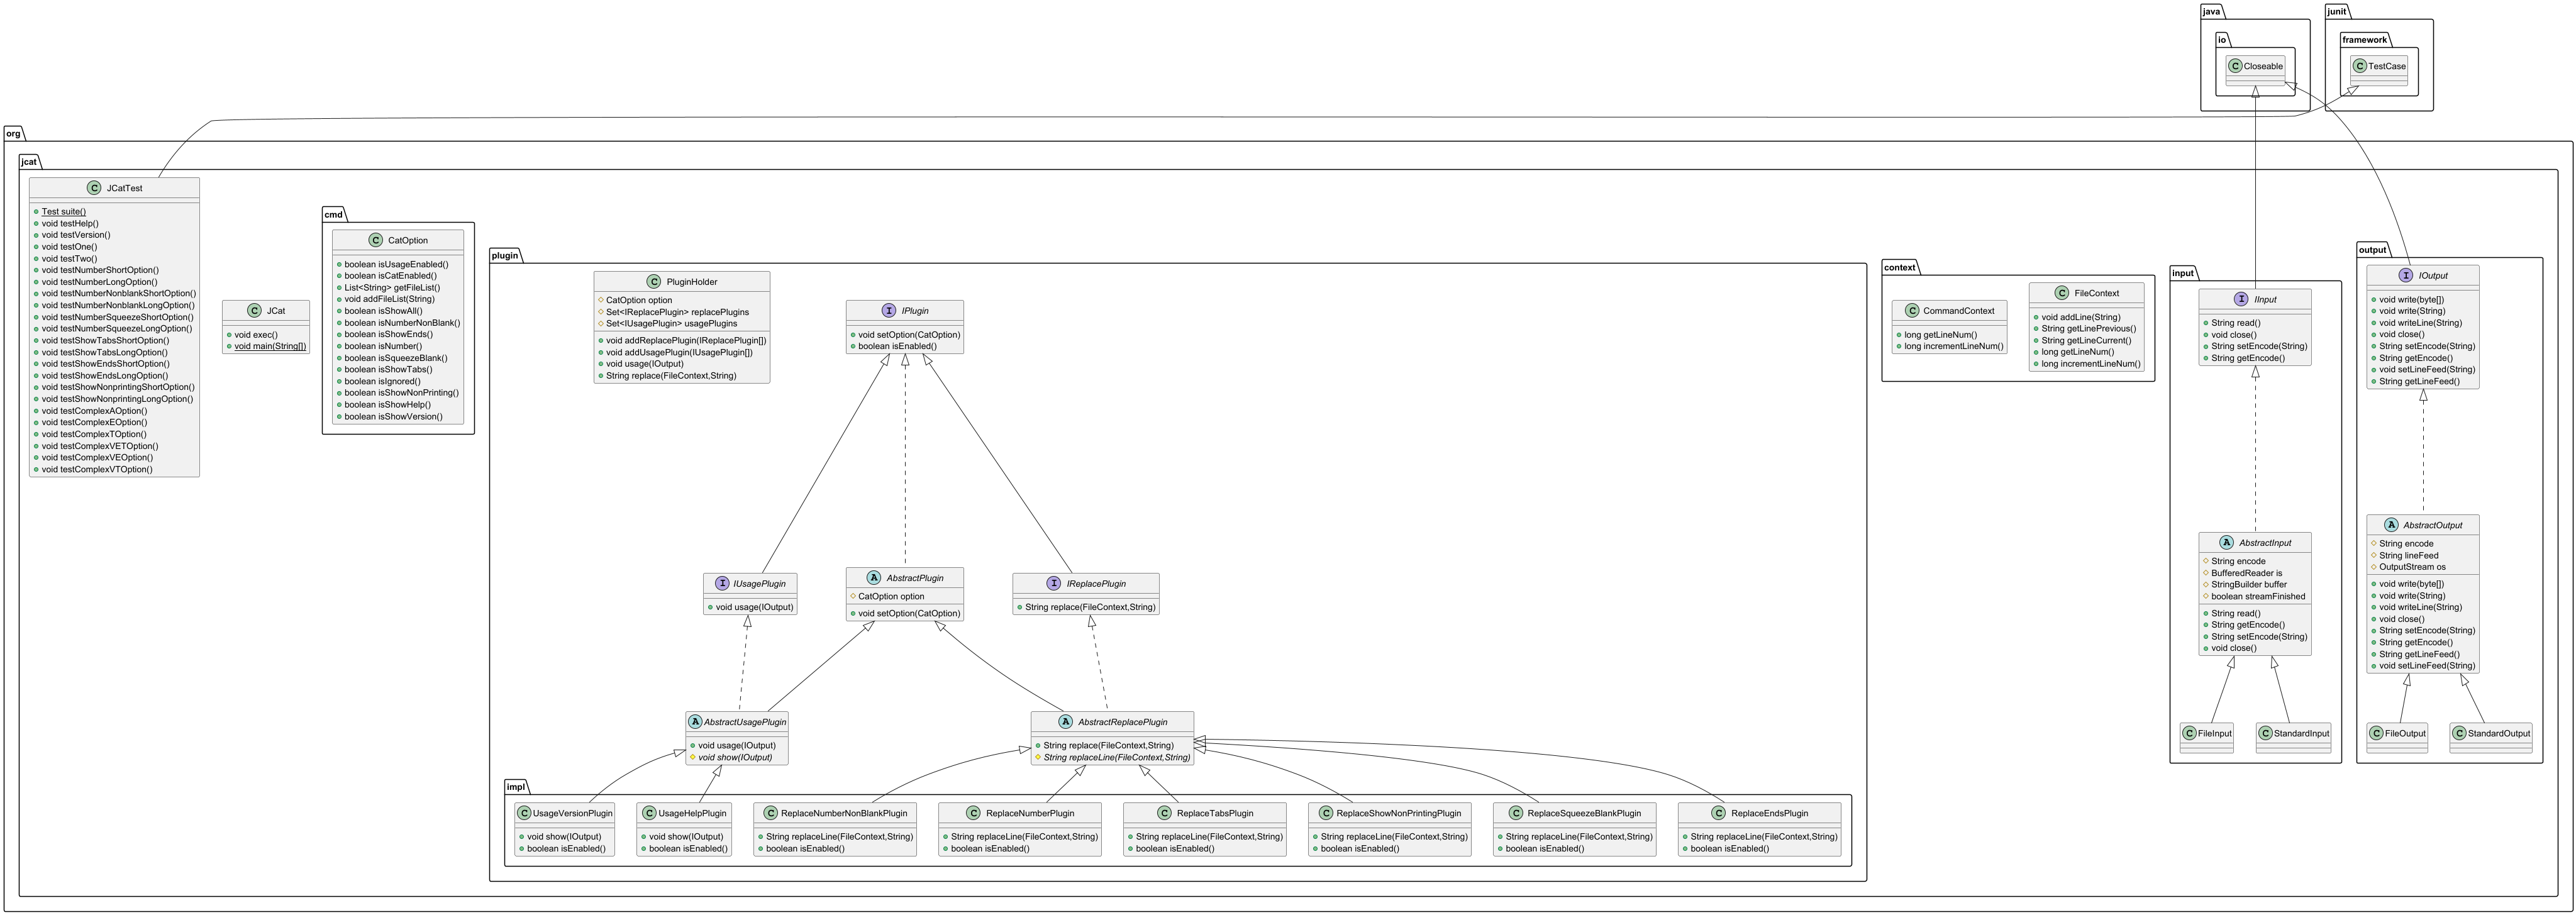 java
io
C Closeable
junit
framework
C TestCase
org
jcat
C JCatTest
Test suite()
void testHelp()
void testVersion()
void testOne()
void testTwo()
void testNumberShortOption()
void testNumberLongOption()
void testNumberNonblankShortOption()
void testNumberNonblankLongOption()
void testNumberSqueezeShortOption()
void testNumberSqueezeLongOption()
void testShowTabsShortOption()
void testShowTabsLongOption()
void testShowEndsShortOption()
void testShowEndsLongOption()
void testShowNonprintingShortOption()
void testShowNonprintingLongOption()
void testComplexAOption()
void testComplexEOption()
void testComplexTOption()
void testComplexVETOption()
void testComplexVEOption()
void testComplexVTOption()
C JCat
void exec()
void main(String[])
cmd
C CatOption
boolean isUsageEnabled()
boolean isCatEnabled()
List<String> getFileList()
void addFileList(String)
boolean isShowAll()
boolean isNumberNonBlank()
boolean isShowEnds()
boolean isNumber()
boolean isSqueezeBlank()
boolean isShowTabs()
boolean isIgnored()
boolean isShowNonPrinting()
boolean isShowHelp()
boolean isShowVersion()
plugin
C PluginHolder
CatOption option
Set<IReplacePlugin> replacePlugins
Set<IUsagePlugin> usagePlugins
void addReplacePlugin(IReplacePlugin[])
void addUsagePlugin(IUsagePlugin[])
void usage(IOutput)
String replace(FileContext,String)
I IPlugin
void setOption(CatOption)
boolean isEnabled()
I IUsagePlugin
void usage(IOutput)
A AbstractPlugin
CatOption option
void setOption(CatOption)
I IReplacePlugin
String replace(FileContext,String)
A AbstractUsagePlugin
void usage(IOutput)
void show(IOutput)
A AbstractReplacePlugin
String replace(FileContext,String)
String replaceLine(FileContext,String)
impl
C UsageVersionPlugin
void show(IOutput)
boolean isEnabled()
C UsageHelpPlugin
void show(IOutput)
boolean isEnabled()
C ReplaceNumberNonBlankPlugin
String replaceLine(FileContext,String)
boolean isEnabled()
C ReplaceNumberPlugin
String replaceLine(FileContext,String)
boolean isEnabled()
C ReplaceTabsPlugin
String replaceLine(FileContext,String)
boolean isEnabled()
C ReplaceShowNonPrintingPlugin
String replaceLine(FileContext,String)
boolean isEnabled()
C ReplaceSqueezeBlankPlugin
String replaceLine(FileContext,String)
boolean isEnabled()
C ReplaceEndsPlugin
String replaceLine(FileContext,String)
boolean isEnabled()
context
C CommandContext
long getLineNum()
long incrementLineNum()
C FileContext
void addLine(String)
String getLinePrevious()
String getLineCurrent()
long getLineNum()
long incrementLineNum()
input
I IInput
String read()
void close()
String setEncode(String)
String getEncode()
A AbstractInput
String encode
BufferedReader is
StringBuilder buffer
boolean streamFinished
String read()
String getEncode()
String setEncode(String)
void close()
C FileInput
C StandardInput
output
I IOutput
void write(byte[])
void write(String)
void writeLine(String)
void close()
String setEncode(String)
String getEncode()
void setLineFeed(String)
String getLineFeed()
A AbstractOutput
String encode
String lineFeed
OutputStream os
void write(byte[])
void write(String)
void writeLine(String)
void close()
String setEncode(String)
String getEncode()
String getLineFeed()
void setLineFeed(String)
C FileOutput
C StandardOutput